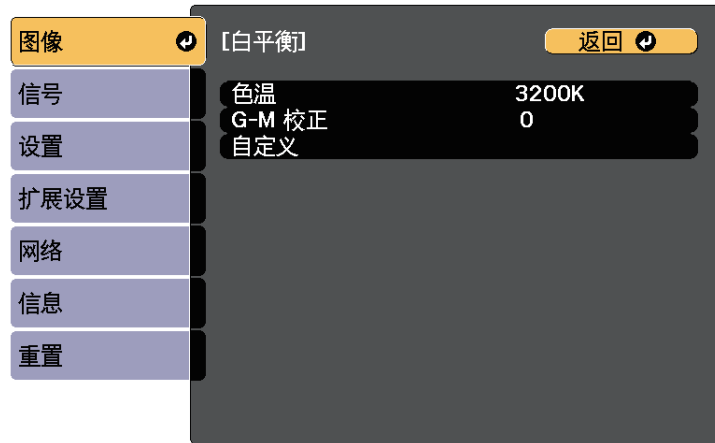 图像
信号
设置
扩展设置
网络
信息
重置
[白平衡]
返回
色温 3200K
G-M 校正 0
自定义